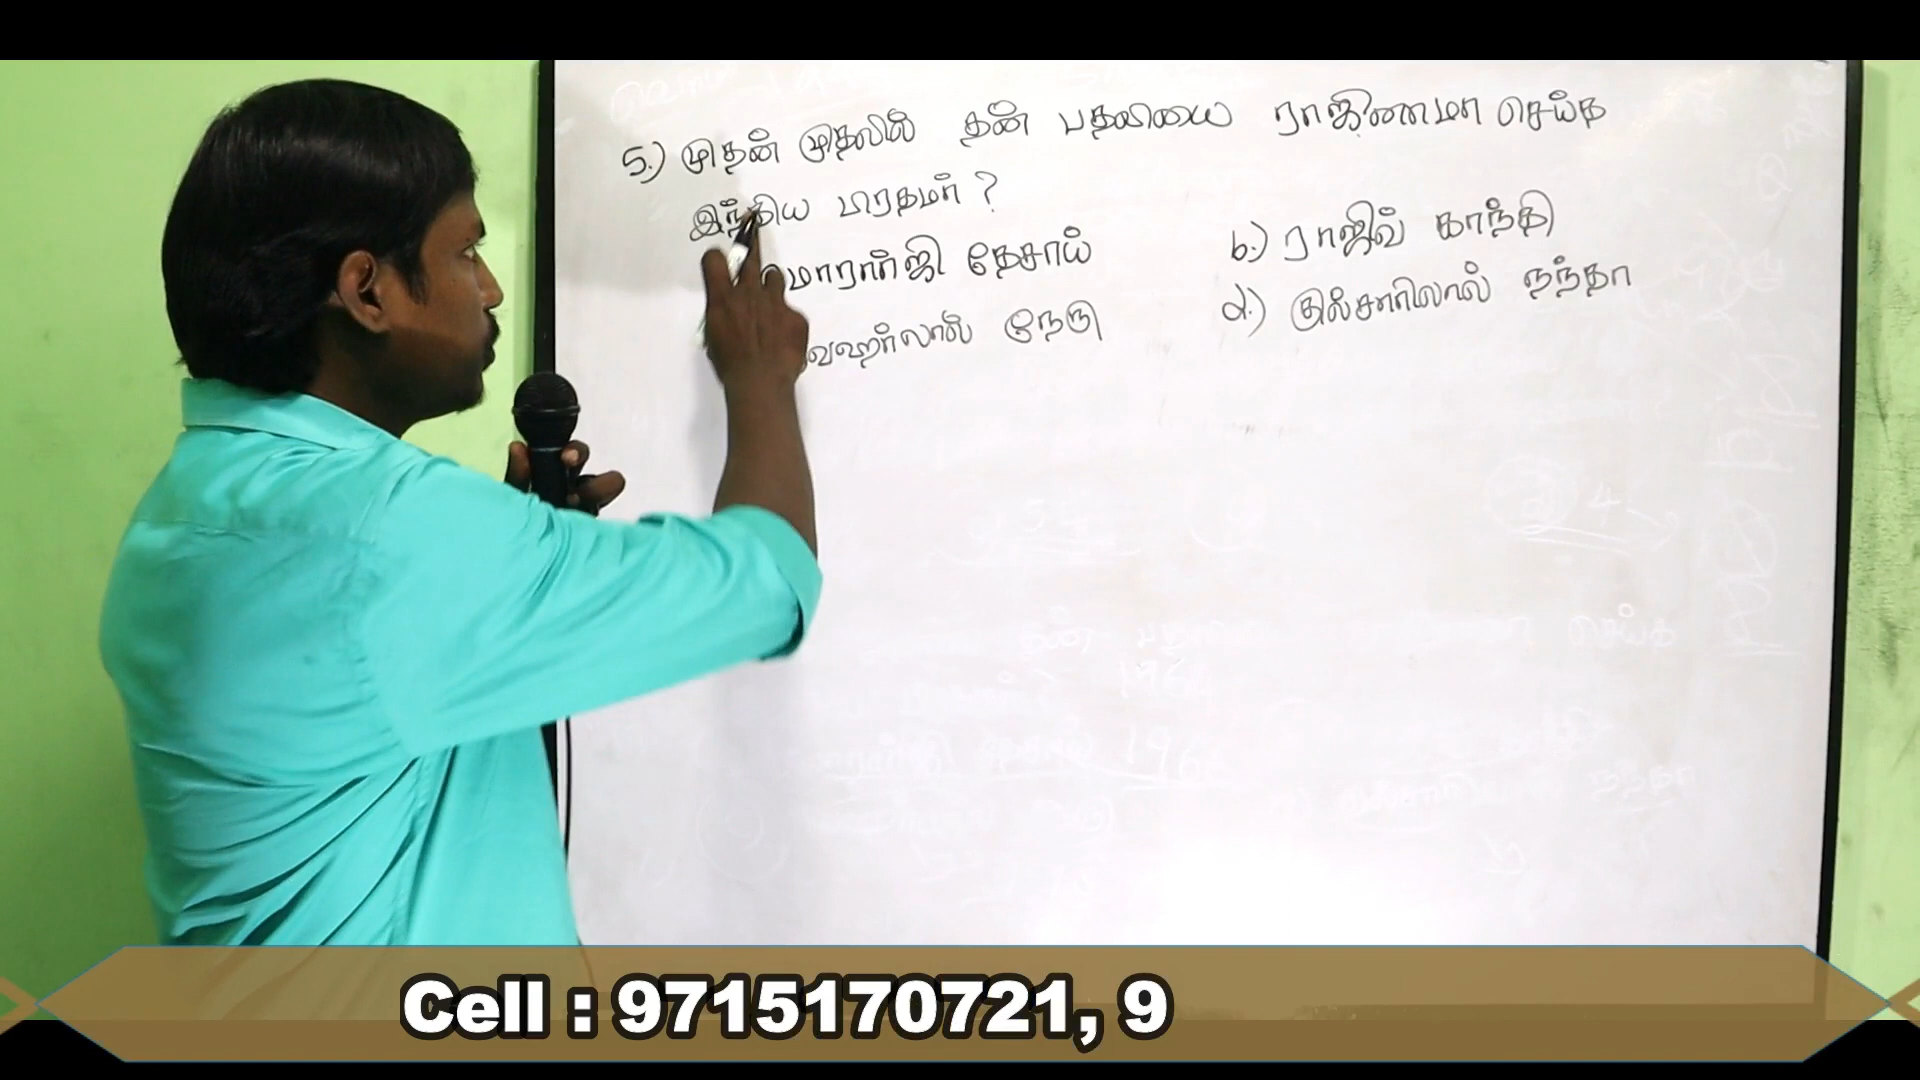 5.) முதன் முதலில் தன் பதவியை ராஜினாமா செய்த
இந்திய பிரதமர் ?
மொரார்ஜி தேசாய்
b.) ராஜிவ் காந்தி
வஹர்லால் நேரு
d.) குல்சாரிலால் நந்தா
Cell : 9715170721, 9